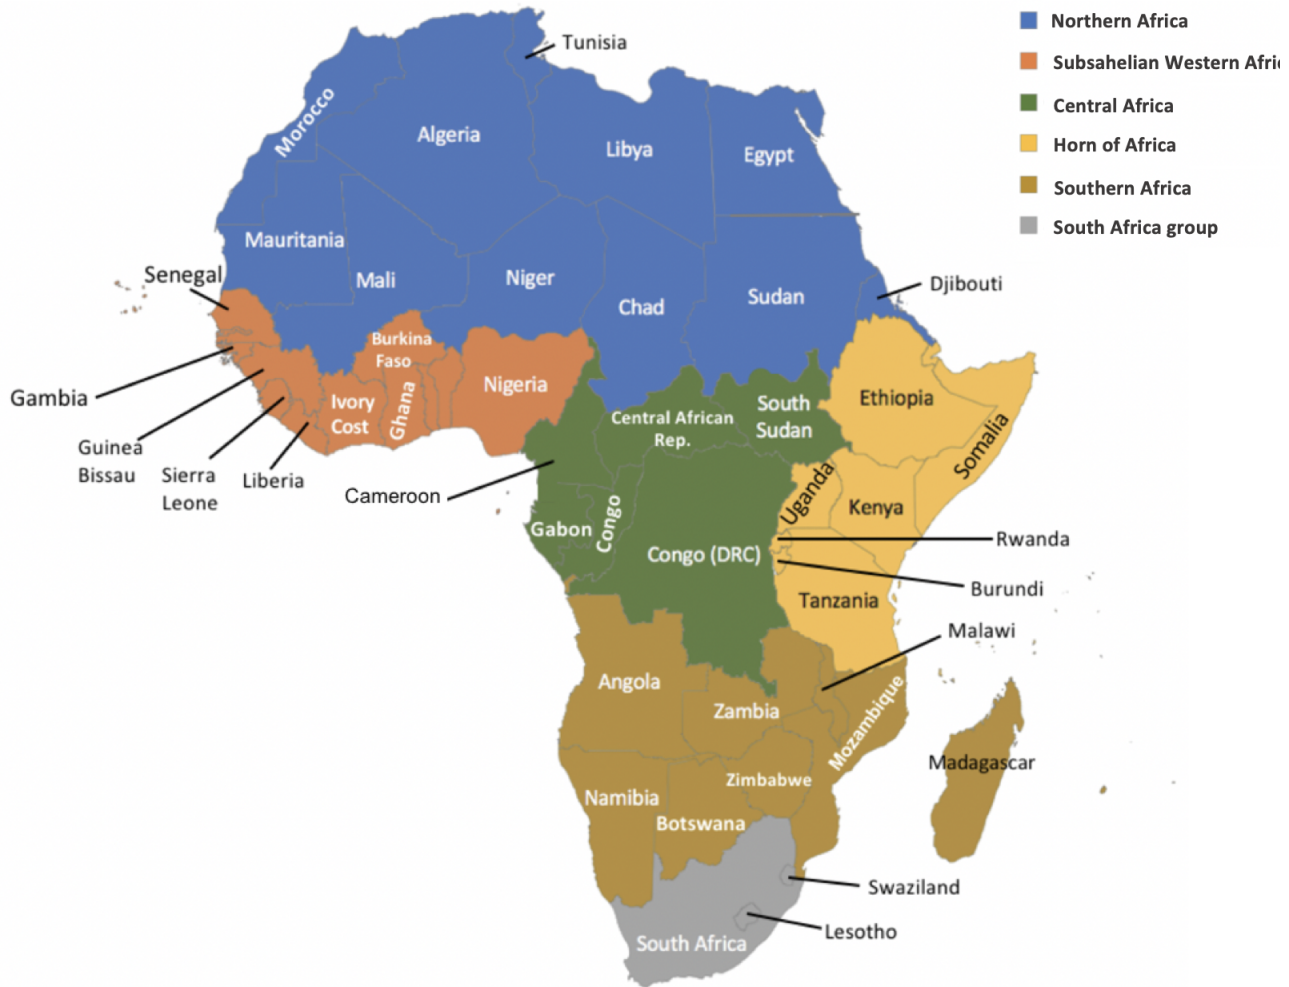 Northern Africa
Subsahelian Western Afri
Central Africa
Horn of Africa
Southern Africa
South Africa group
Tunisia
Morocco
Algeria
Libya
Egypt
Mauritania
Mali
Niger
Chad
Sudan
Djibouti
Senegal
Gambia
Guinea
Bissau
Sierra
Leone
Liberia
Burkina
Faso
Ivory
Cost
Ghana
Nigeria
Cameroon
Central African
Rep.
South
Sudan
Ethiopia
Somalia
Uganda
Kenya
Gabon
Congo
Congo (DRC)
Rwanda
Burundi
Tanzania
Malawi
Angola
Zambia
Mozambique
Madagascar
Zimbabwe
Namibia
Botswana
Swaziland
Lesotho
South Africa